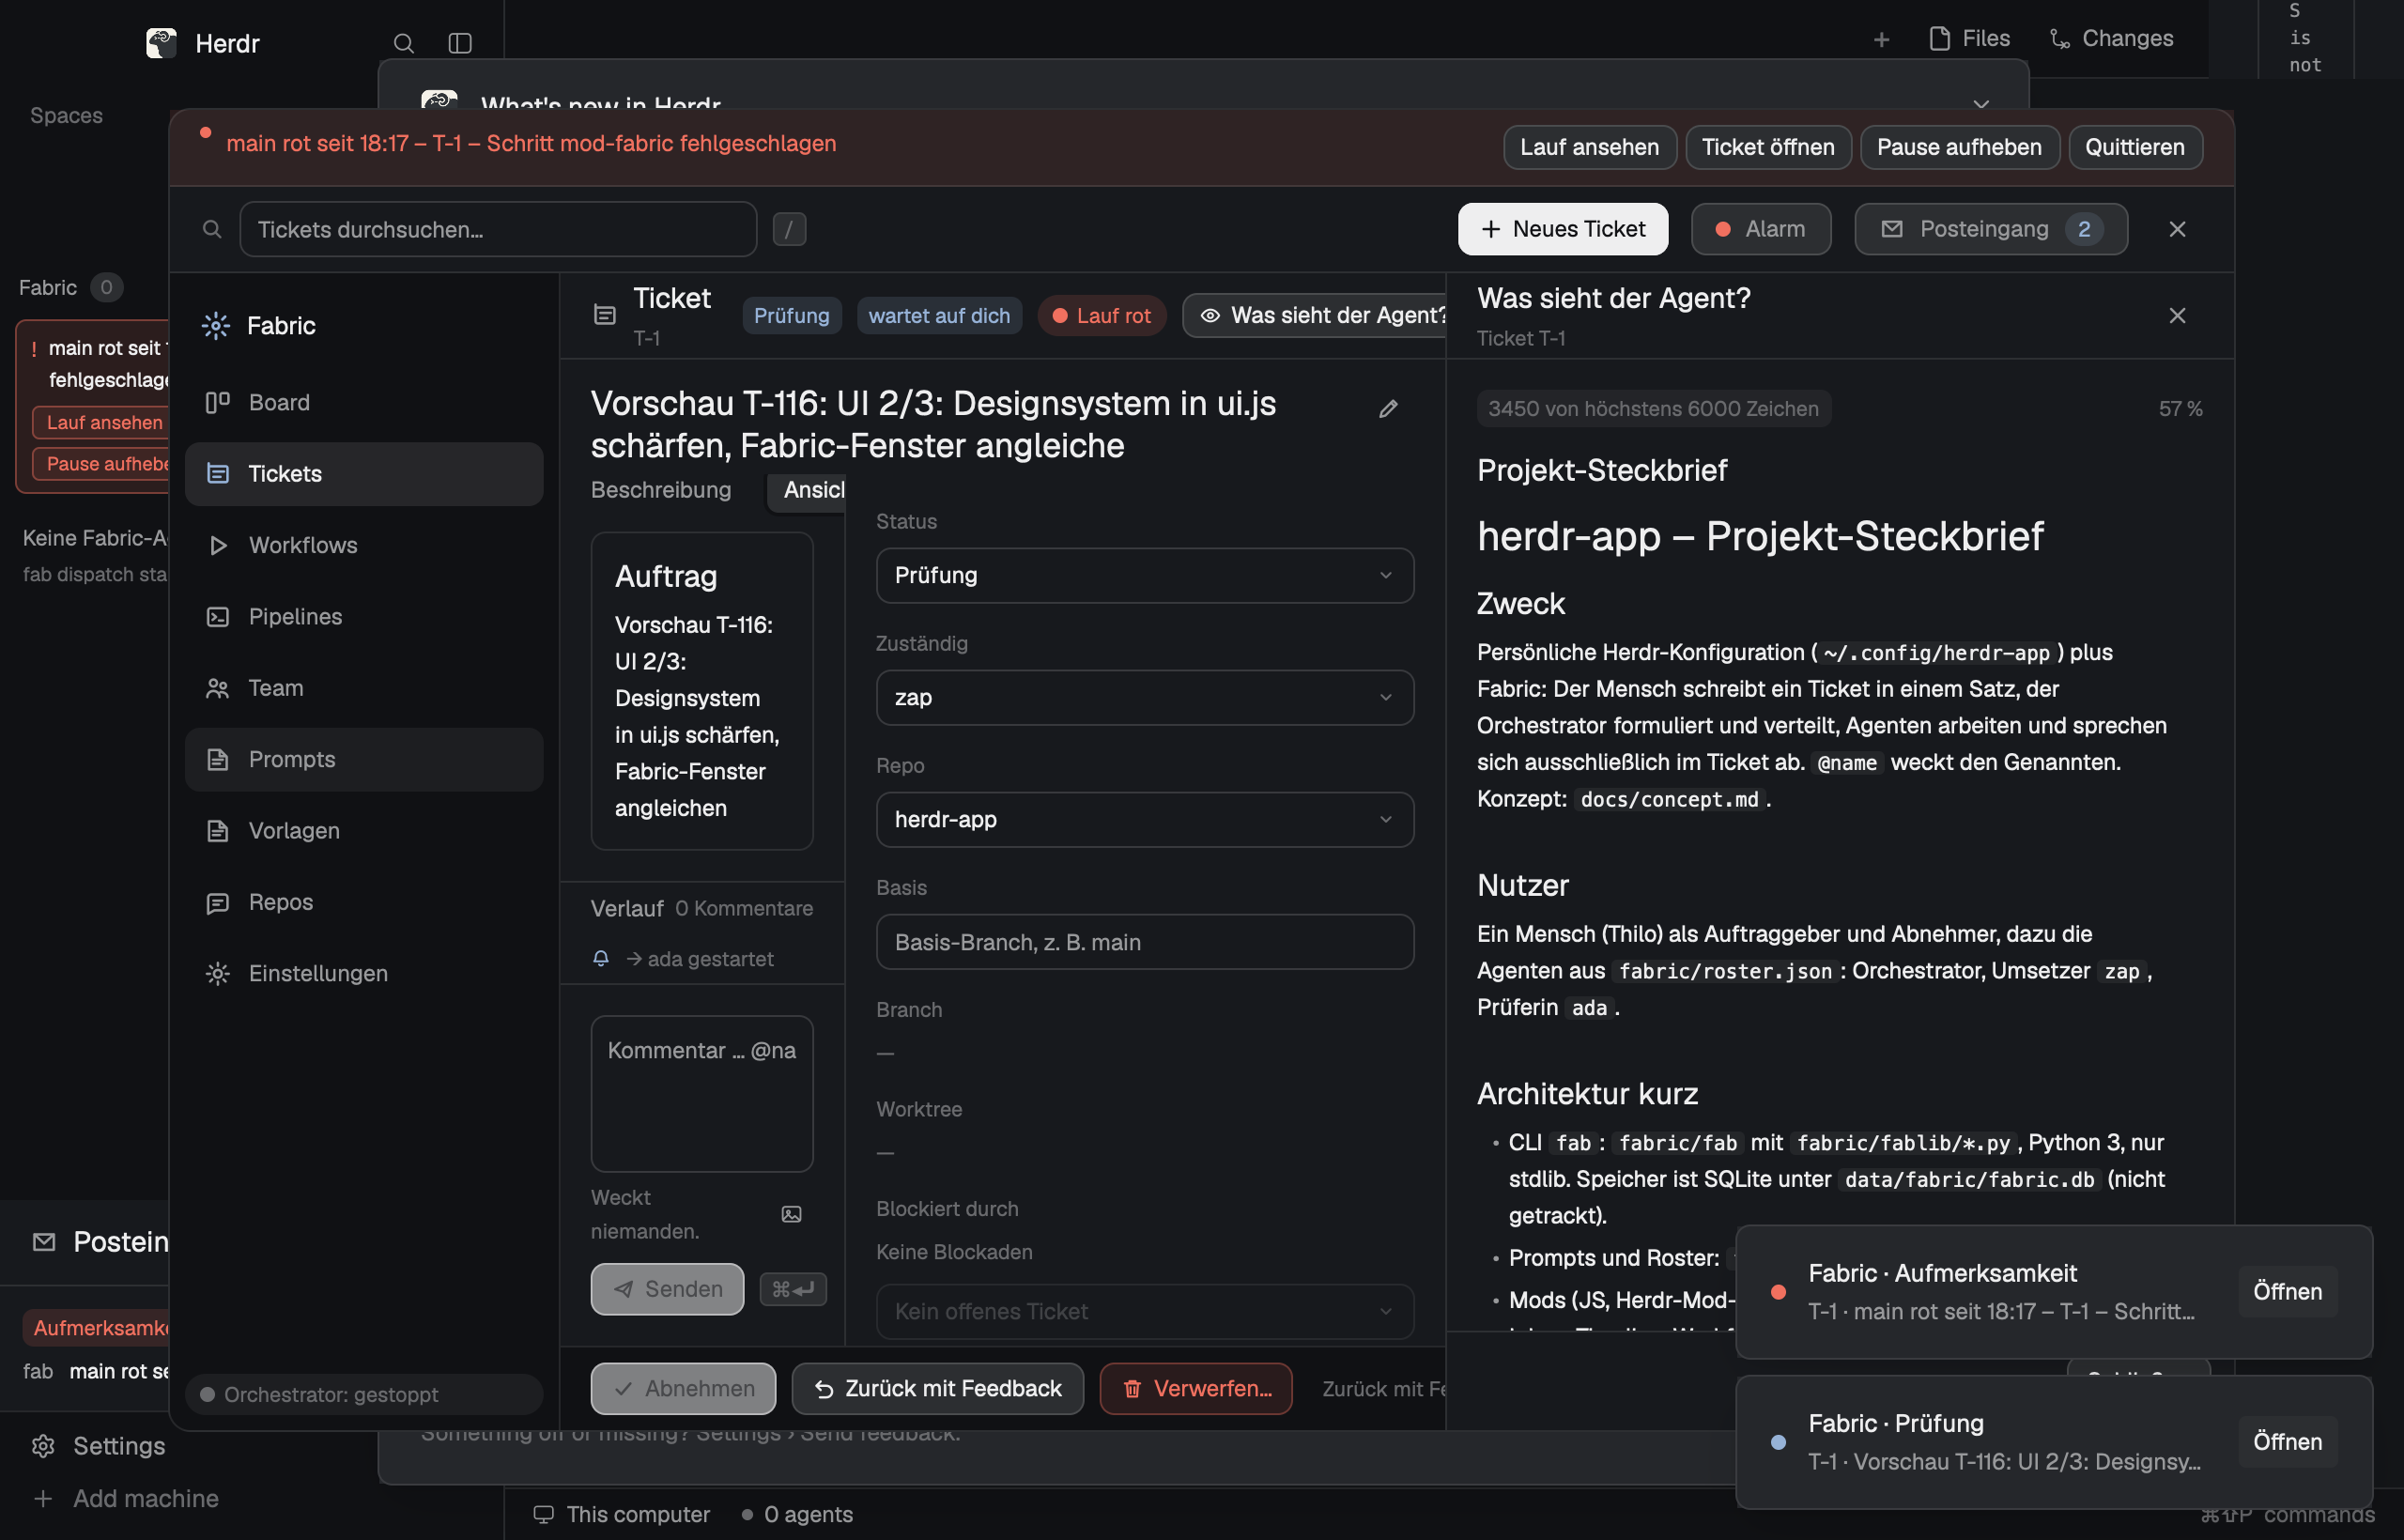 Herdr
Files
Changes
S
is
not
Spaces
What's new in Herdr
main rot seit 18:17 – T-1 – Schritt mod-fabric fehlgeschlagen
Lauf ansehen
Ticket öffnen
Pause aufheben
Quittieren
Tickets durchsuchen...
/
+ Neues Ticket
Alarm
Posteingang 2
Fabric 0
! main rot seit
fehlgeschlage
Lauf ansehen
Pause aufhebe
Keine Fabric-A
fab dispatch sta
Postein
Aufmerksamke
fab main rot se
Settings
+ Add machine
Fabric
Board
Tickets
Workflows
Pipelines
Team
Prompts
Vorlagen
Repos
Einstellungen
Orchestrator: gestoppt
Ticket
T-1
Prüfung
wartet auf dich
Lauf rot
Was sieht der Agent?
Vorschau T-116: UI 2/3: Designsystem in ui.js
schärfen, Fabric-Fenster angleiche
Beschreibung
Ansic
Auftrag
Vorschau T-116:
UI 2/3:
Designsystem
in ui.js schärfen,
Fabric-Fenster
angleichen
Verlauf 0 Kommentare
→ ada gestartet
Kommentar ... @na
Weckt
niemanden.
Senden
⌘↵
Status
Prüfung
Zuständig
zap
Repo
herdr-app
Basis
Basis-Branch, z. B. main
Branch
—
Worktree
—
Blockiert durch
Keine Blockaden
Kein offenes Ticket
Abnehmen
Zurück mit Feedback
Verwerfen...
Zurück mit Fe
Was sieht der Agent?
Ticket T-1
3450 von höchstens 6000 Zeichen
57 %
Projekt-Steckbrief
herdr-app – Projekt-Steckbrief
Zweck
Persönliche Herdr-Konfiguration ( ~/.config/herdr-app ) plus
Fabric: Der Mensch schreibt ein Ticket in einem Satz, der
Orchestrator formuliert und verteilt, Agenten arbeiten und sprechen
sich ausschließlich im Ticket ab. @name weckt den Genannten.
Konzept: docs/concept.md .
Nutzer
Ein Mensch (Thilo) als Auftraggeber und Abnehmer, dazu die
Agenten aus fabric/roster.json : Orchestrator, Umsetzer zap ,
Prüferin ada .
Architektur kurz
• CLI fab : fabric/fab mit fabric/fablib/*.py , Python 3, nur
stdlib. Speicher ist SQLite unter data/fabric/fabric.db (nicht
getrackt).
• Prompts und Roster:
• Mods (JS, Herdr-Mod-
Fabric · Aufmerksamkeit
T-1 · main rot seit 18:17 – T-1 – Schritt...
Öffnen
Fabric · Prüfung
T-1 · Vorschau T-116: UI 2/3: Designsy...
Öffnen
Something off or missing? Settings › Send feedback.
This computer
0 agents
⌘⇧P commands